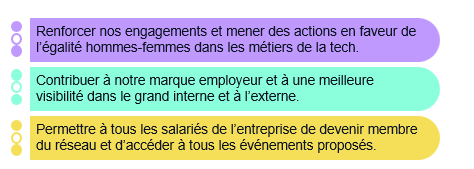 Renforcer nos engagements et mener des actions en faveur de
l’égalité hommes-femmes dans les métiers de la tech.
Contribuer à notre marque employeur et à une meilleure
visibilité dans le grand interne et à l’externe.
Permettre à tous les salariés de l’entreprise de devenir membre
du réseau et d’accéder à tous les événements proposés.